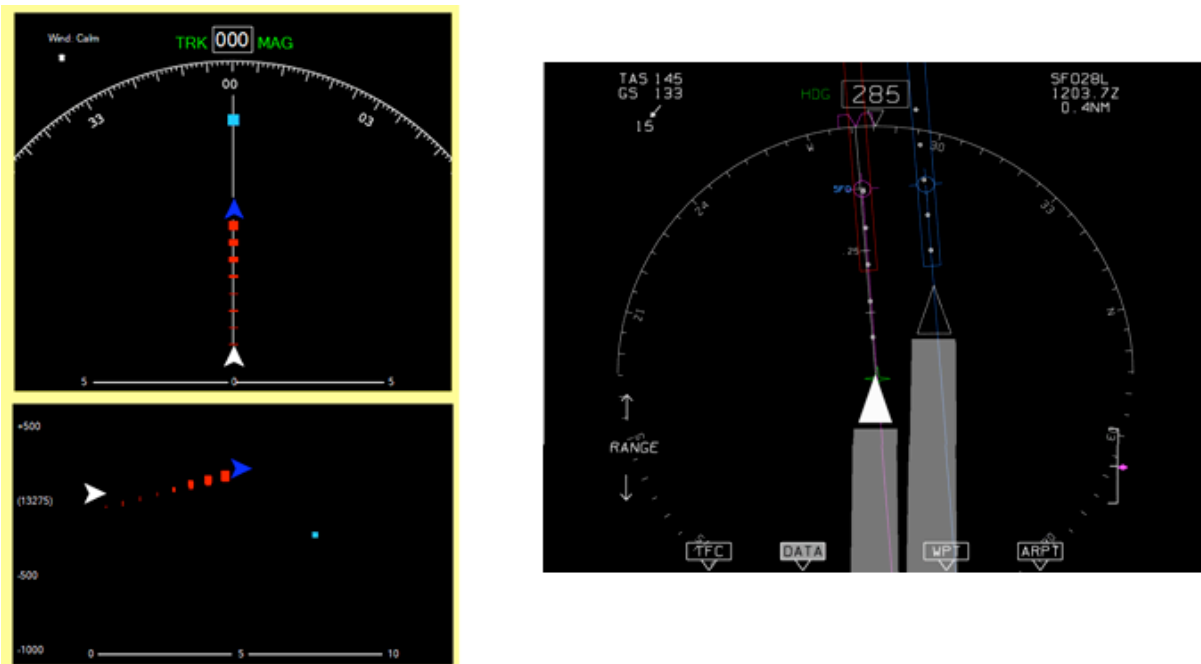 Wind Calm
TRK 000 MAG
33
00
03
5
0
5
+500
(13275)
-500
-1000
0
5
10
TAS 145
GS 133
15
HDG 285
SFO28L
1203.7Z
0.4NM
W
30
24
33
SFO
.25
21
N
RANGE
03
TFC
DATA
WPT
ARPT